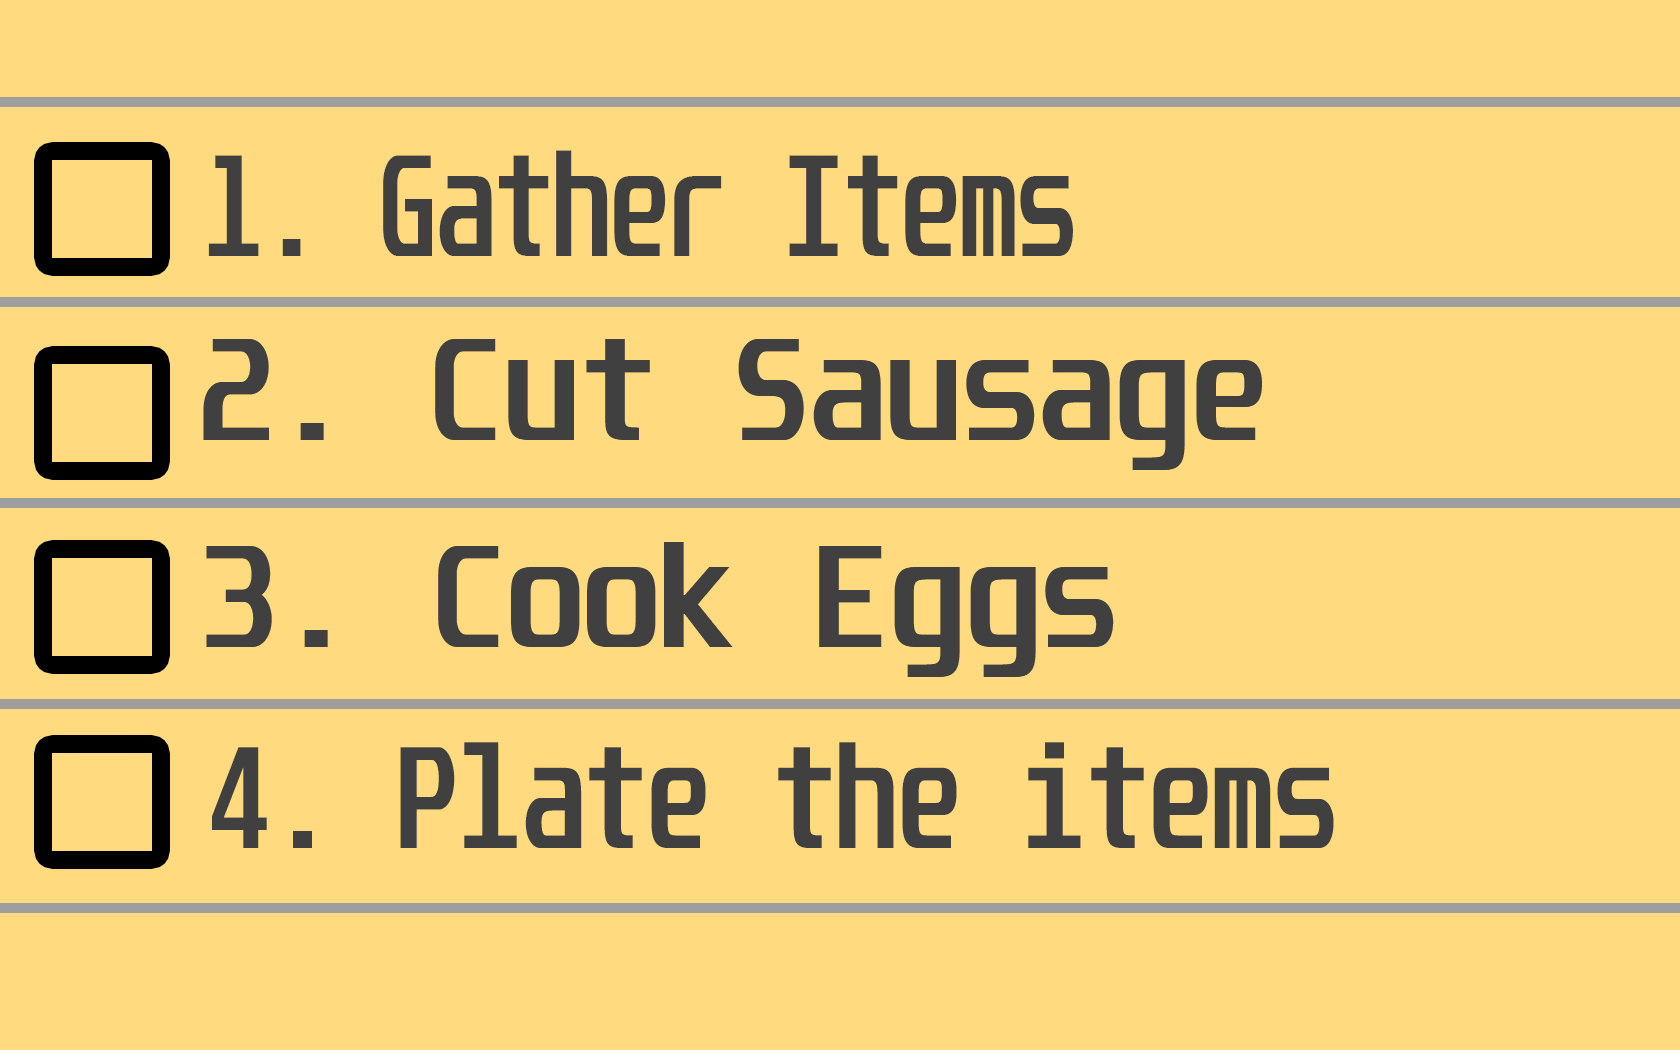 1. Gather Items
2. Cut Sausage
3. Cook Eggs
4. Plate the items